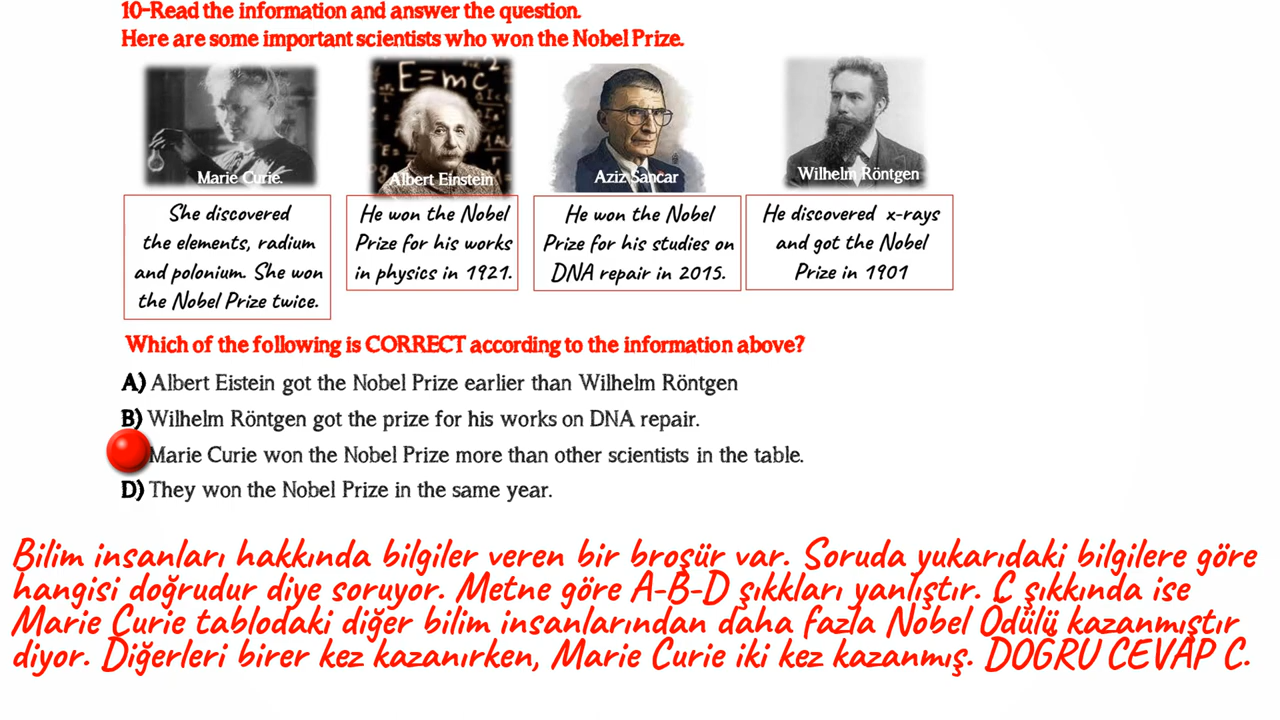 10-Read the information and answer the question.
Here are some important scientists who won the Nobel Prize.
E=mc²
Marie Curie.
Albert Einstein
Aziz Sancar
Wilhelm Röntgen
She discovered
the elements, radium
and polonium. She won
the Nobel Prize twice.
He won the Nobel
Prize for his works
in physics in 1921.
He won the Nobel
Prize for his studies on
DNA repair in 2015.
He discovered x-rays
and got the Nobel
Prize in 1901
Which of the following is CORRECT according to the information above?
A) Albert Eistein got the Nobel Prize earlier than Wilhelm Röntgen
B) Wilhelm Röntgen got the prize for his works on DNA repair.
Marie Curie won the Nobel Prize more than other scientists in the table.
D) They won the Nobel Prize in the same year.
Bilim insanları hakkında bilgiler veren bir broşür var. Soruda yukarıdaki bilgilere göre
hangisi doğrudur diye soruyor. Metne göre A-B-D şıkkları yanlıştır. C şıkkında ise
Marie Curie tablodaki diğer bilim insanlarından daha fazla Nobel Ödülü kazanmıştır
diyor. Diğerleri birer kez kazanırken, Marie Curie iki kez kazanmış. DOĞRU CEVAP C.